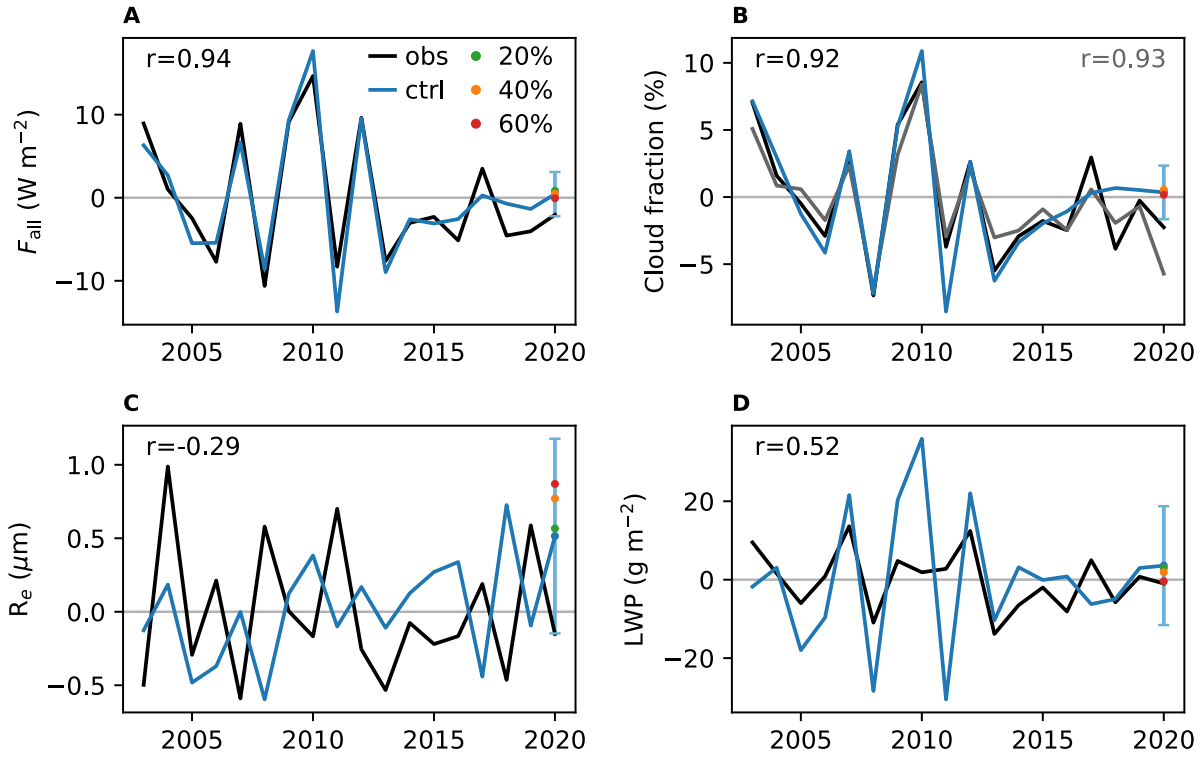 A
r=0.94
obs
ctrl
20%
40%
60%
F_all (W m⁻²)
10
0
−10
2005 2010 2015 2020
B
r=0.92
r=0.93
Cloud fraction (%)
10
5
0
−5
2005 2010 2015 2020
C
r=-0.29
R_e (μm)
1.0
0.5
0.0
−0.5
2005 2010 2015 2020
D
r=0.52
LWP (g m⁻²)
20
0
−20
2005 2010 2015 2020